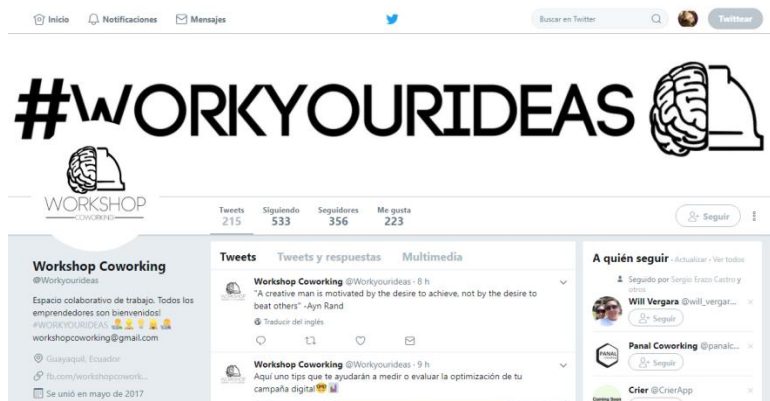 Inicio Notificaciones Mensajes Buscar en Twitter Twittear
#WORKYOURIDEAS
WORKSHOP
COWORKING
Tweets Siguiendo Seguidores Me gusta
215 533 356 223
Seguir
Workshop Coworking
@Workyourideas
Espacio colaborativo de trabajo. Todos los
emprendedores son bienvenidos!
#WORKYOURIDEAS
workshopcoworking@gmail.com
Guayaquil, Ecuador
fb.com/workshopcowork...
Se unió en mayo de 2017
Tweets Tweets y respuestas Multimedia
Workshop Coworking @Workyourideas · 8 h
"A creative man is motivated by the desire to achieve, not by the desire to
beat others" -Ayn Rand
Traducir del inglés
Workshop Coworking @Workyourideas · 9 h
Aquí uno tips que te ayudarán a medir o evaluar la optimización de tu
campaña digital
A quién seguir · Actualizar · Ver todos
Seguido por Sergio Erazo Castro y
otros
Will Vergara @will_vergar...
Seguir
PANAL
Panal Coworking @panalc...
Seguir
Coming Soon
Crier @CrierApp